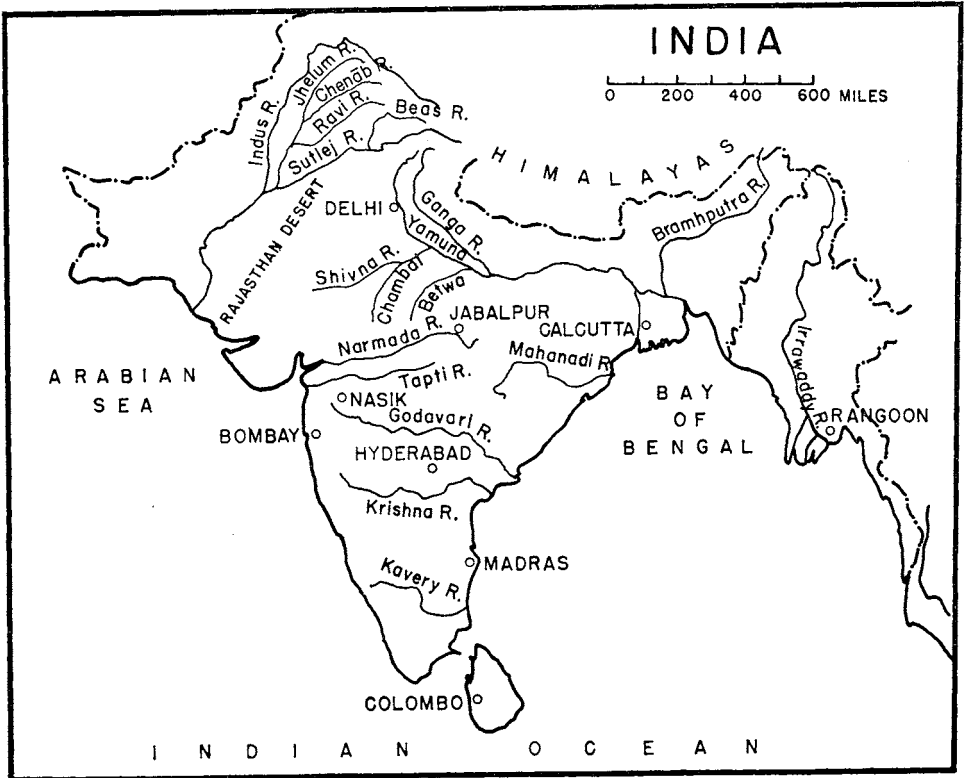 INDIA
0 200 400 600 MILES
Indus R.
Jhelum R.
Chenāb R.
Ravi R.
Beas R.
Sutlej R.
HIMALAYAS
Bramhputra R.
RAJASTHAN DESERT
DELHI
Ganga R.
Yamuna
Shivna R.
Chambal
Betwa
JABALPUR
Narmada R.
CALCUTTA
Mahanadi R.
Irrawaddy R.
ARABIAN
SEA
Tapti R.
NASIK
Godavari R.
BAY
OF
BENGAL
RANGOON
BOMBAY
HYDERABAD
Krishna R.
MADRAS
Kavery R.
COLOMBO
INDIAN OCEAN